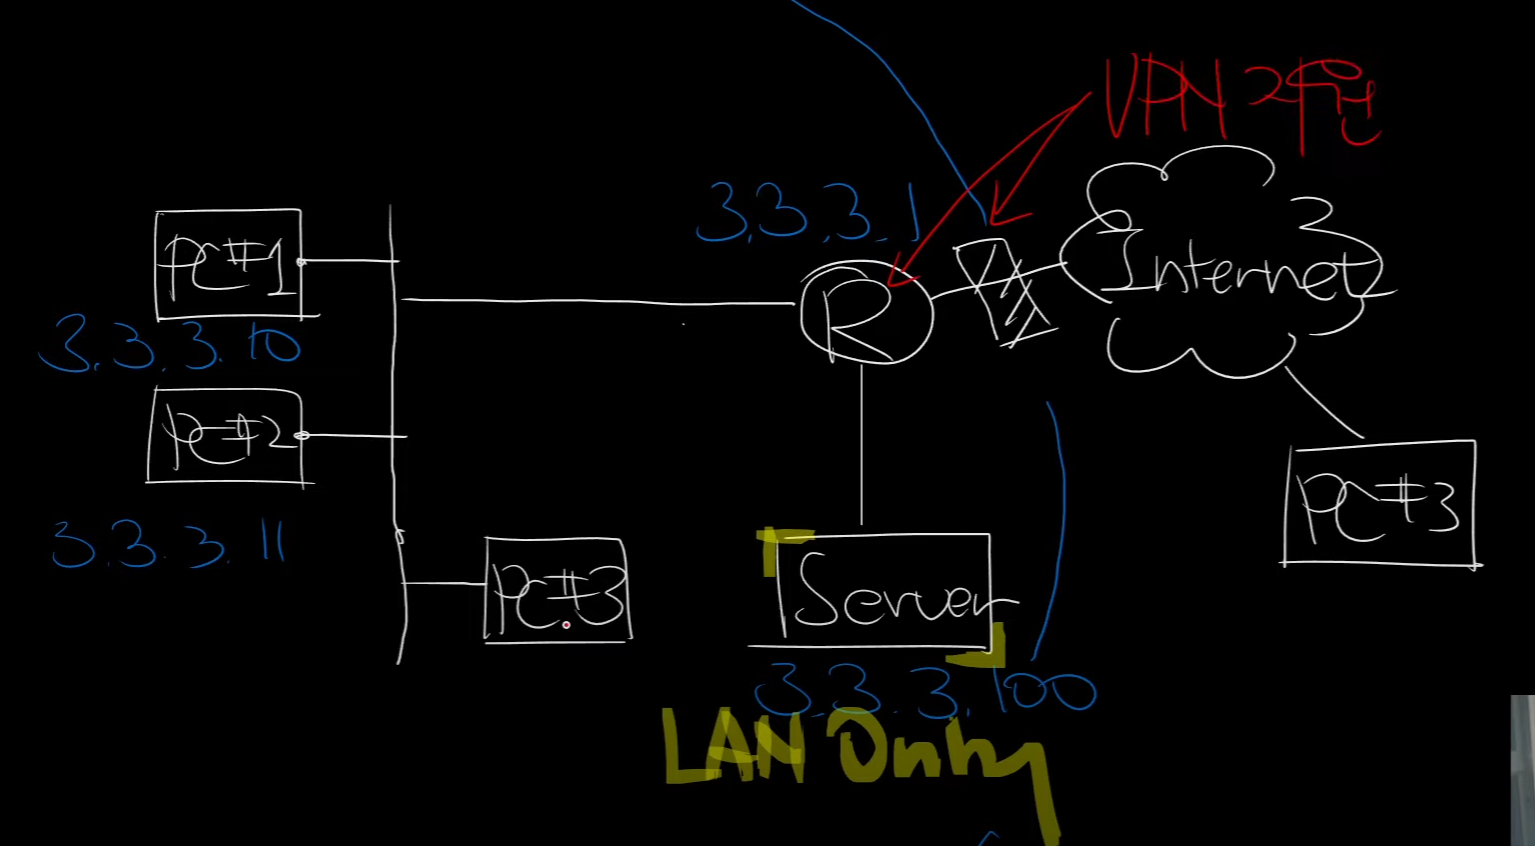 VPN 구현
3.3.3.1
PC#1
Internet
R
3.3.3.10
PC#2
PC#3
3.3.3.11
PC#3
Server
3.3.3.100
LAN Only